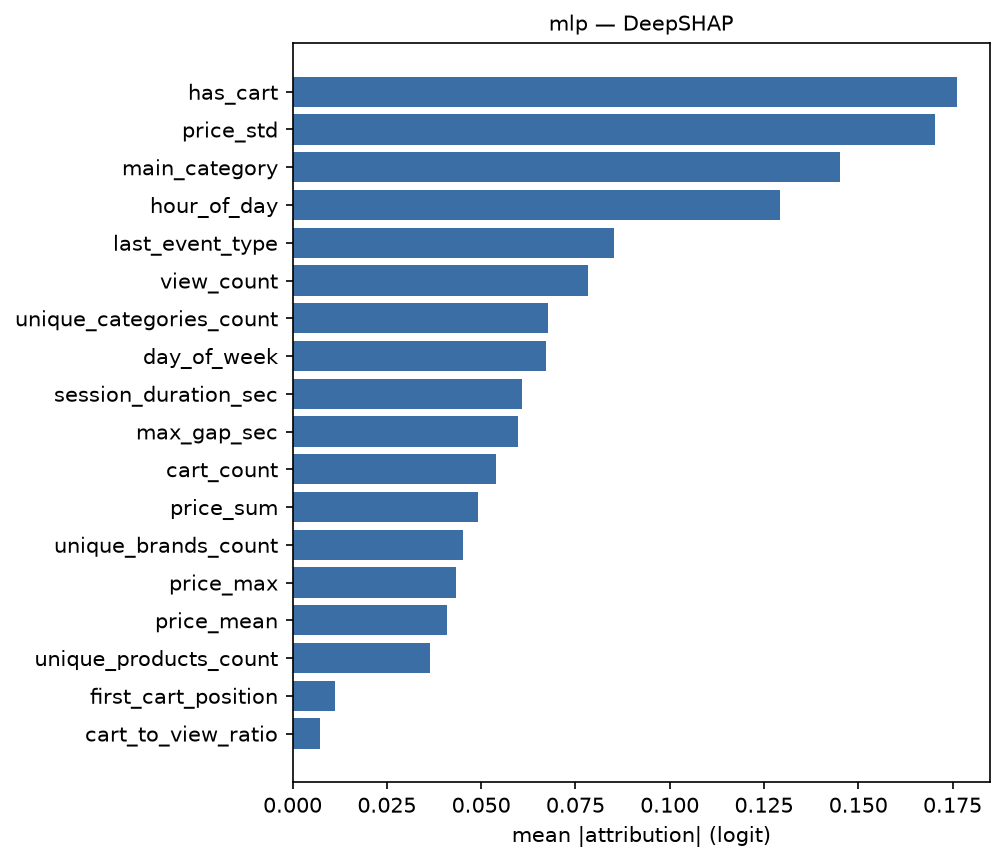 mlp — DeepSHAP
has_cart
price_std
main_category
hour_of_day
last_event_type
view_count
unique_categories_count
day_of_week
session_duration_sec
max_gap_sec
cart_count
price_sum
unique_brands_count
price_max
price_mean
unique_products_count
first_cart_position
cart_to_view_ratio
0.000 0.025 0.050 0.075 0.100 0.125 0.150 0.175
mean |attribution| (logit)